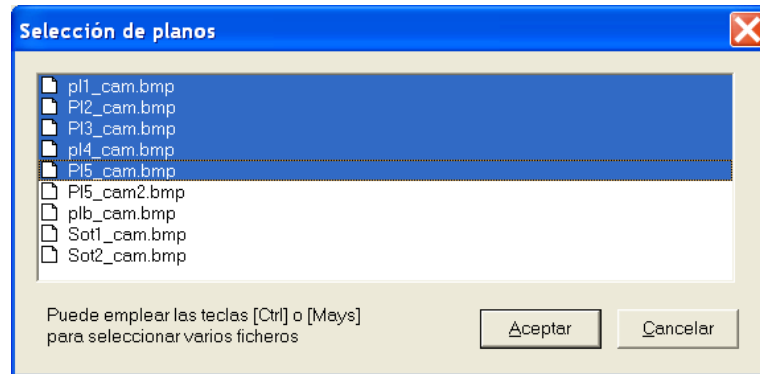 Selección de planos
pl1_cam.bmp
Pl2_cam.bmp
Pl3_cam.bmp
pl4_cam.bmp
Pl5_cam.bmp
Pl5_cam2.bmp
plb_cam.bmp
Sot1_cam.bmp
Sot2_cam.bmp
Puede emplear las teclas [Ctrl] o [Mays]
para seleccionar varios ficheros
Aceptar
Cancelar